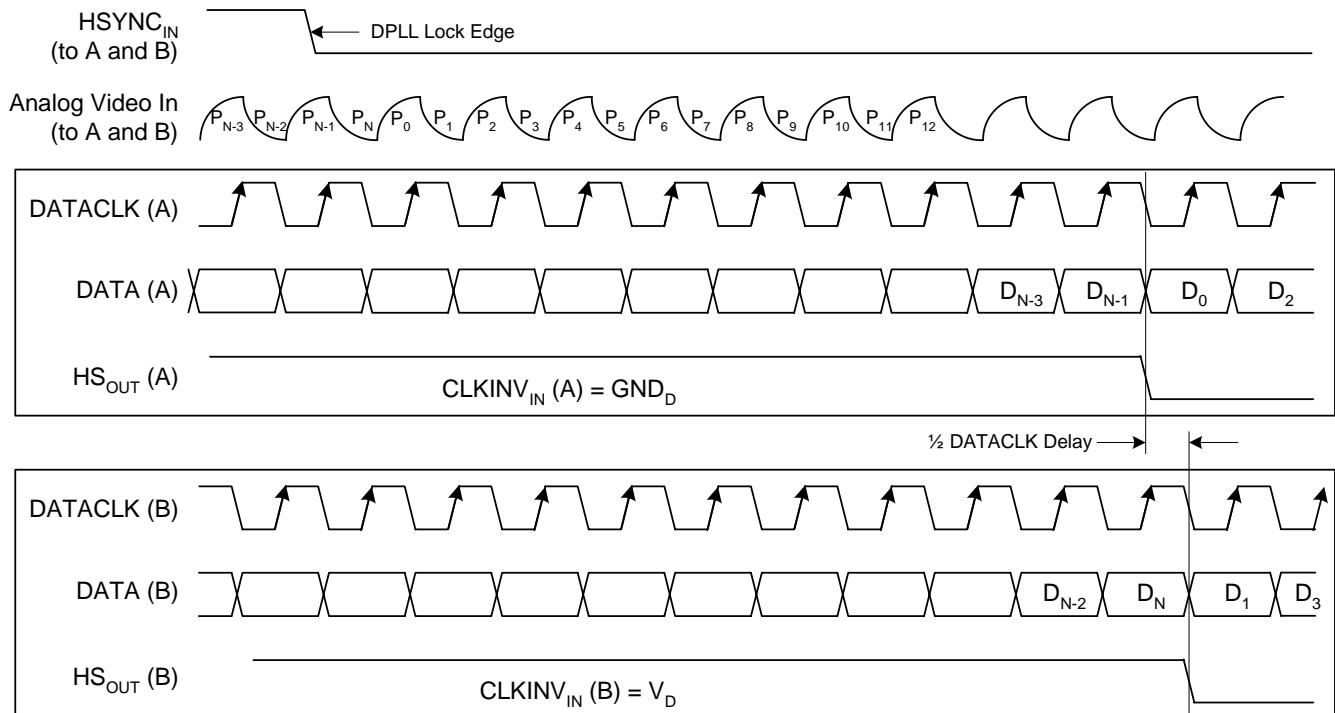 HSYNC_IN
(to A and B)
DPLL Lock Edge
Analog Video In
(to A and B)
P_N-3 P_N-2 P_N-1 P_N P_0 P_1 P_2 P_3 P_4 P_5 P_6 P_7 P_8 P_9 P_10 P_11 P_12
DATACLK (A)
DATA (A)
D_N-3 D_N-1 D_0 D_2
HS_OUT (A)
CLKINV_IN (A) = GND_D
½ DATACLK Delay
DATACLK (B)
DATA (B)
D_N-2 D_N D_1 D_3
HS_OUT (B)
CLKINV_IN (B) = V_D